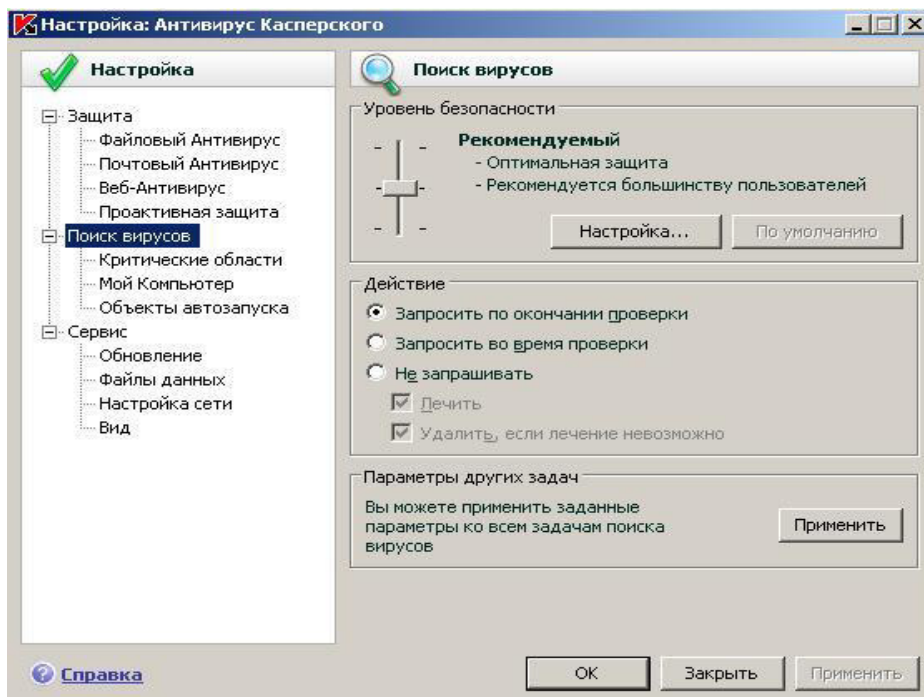 Настройка: Антивирус Касперского
Настройка
Защита
Файловый Антивирус
Почтовый Антивирус
Веб-Антивирус
Проактивная защита
Поиск вирусов
Критические области
Мой Компьютер
Объекты автозапуска
Сервис
Обновление
Файлы данных
Настройка сети
Вид
Справка
Поиск вирусов
Уровень безопасности
Рекомендуемый
- Оптимальная защита
- Рекомендуется большинству пользователей
Настройка...
По умолчанию
Действие
Запросить по окончании проверки
Запросить во время проверки
Не запрашивать
Лечить
Удалить, если лечение невозможно
Параметры других задач
Вы можете применить заданные
параметры ко всем задачам поиска
вирусов
Применить
ОК
Закрыть
Применить